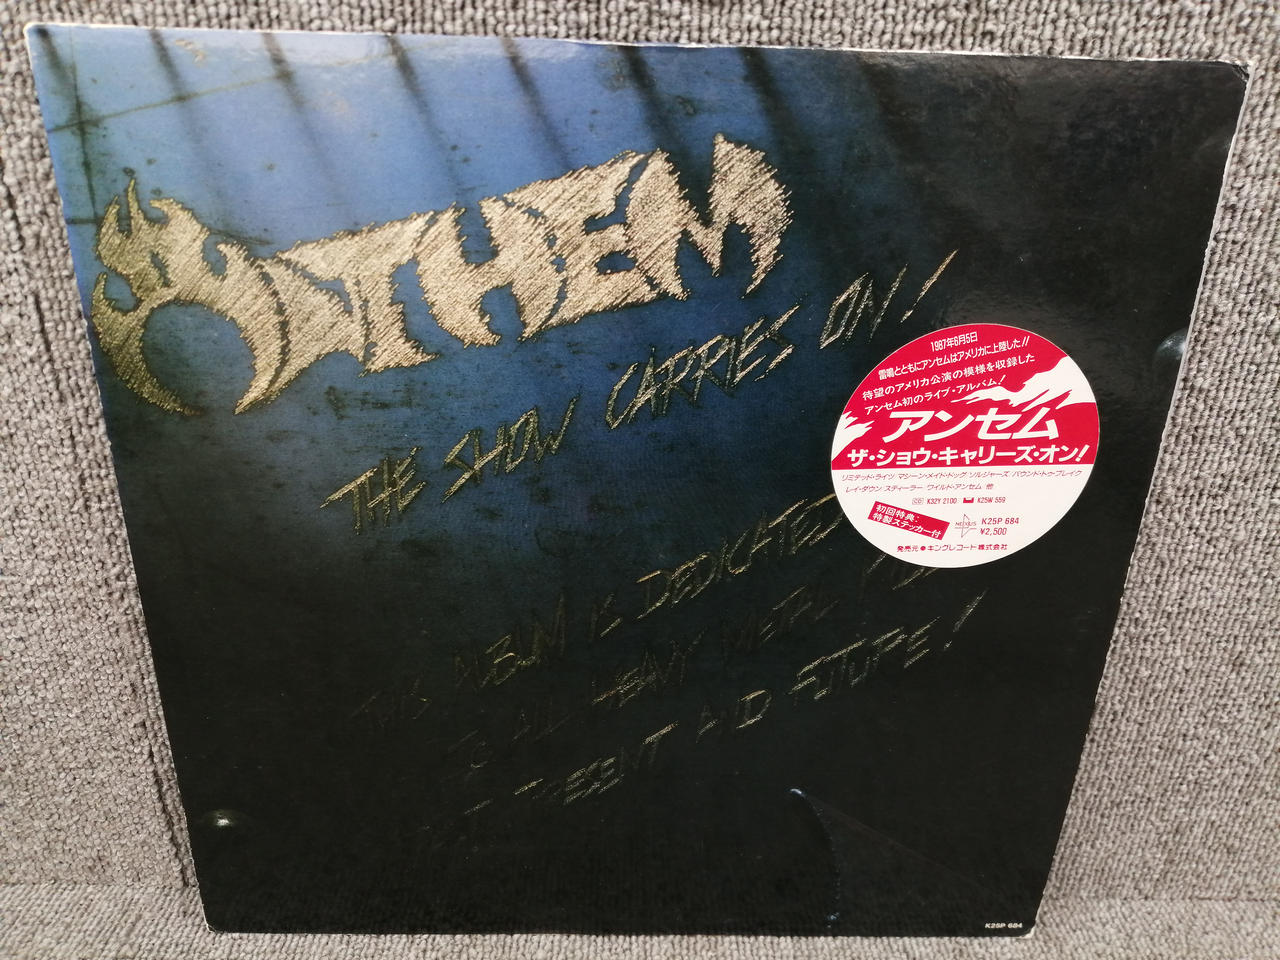 ANTHEM
THE SHOW CARRIES ON!
1987年6月5日
雷鳴とともにアンセムはアメリカに上陸した!!
待望のアメリカ公演の模様を収録した
アンセム初のライブ・アルバム!
アンセム
ザ・ショウ・キャリーズ・オン!
リミテッド・ライツ マシーン・メイド・ドッグ ソルジャーズ バウンド・トゥ・ブレイク
レイ・ダウン スティーラー ワイルド・アンセム 他
CD K32Y 2100 K25W 559
初回特典:
特製ステッカー付
NEXUS
K25P 684
¥2,500
発売元●キングレコード株式会社
THIS ALBUM IS DEDICATED
TO ALL HEAVY METAL
PRESENT AND FUTURE!
K25P 684